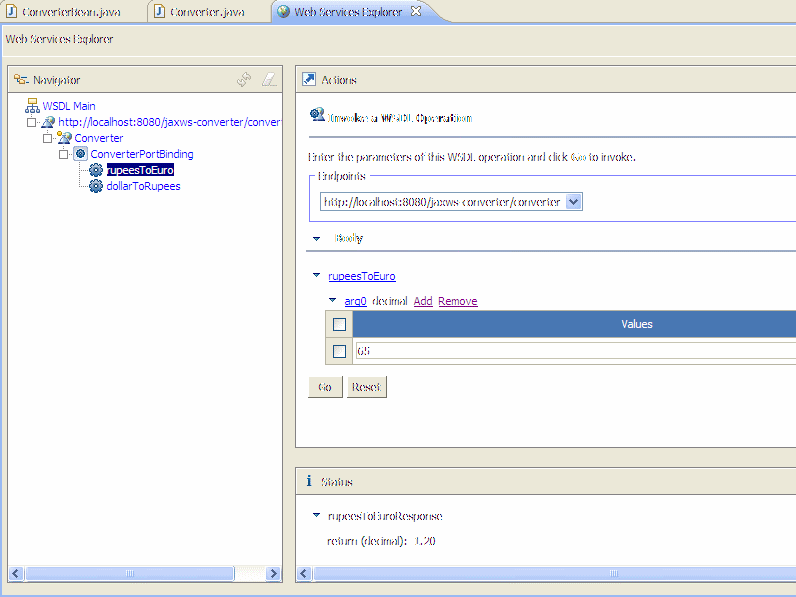 ConverterBean.java
Converter.java
Web Services Explorer
Web Services Explorer
Navigator
WSDL Main
http://localhost:8080/jaxws-converter/conver
Converter
ConverterPortBinding
rupeesToEuro
dollarToRupees
Actions
Invoke a WSDL Operation
Enter the parameters of this WSDL operation and click Go to invoke.
Endpoints
http://localhost:8080/jaxws-converter/converter
Body
rupeesToEuro
arg0 decimal Add Remove
Values
65
Go Reset
i Status
rupeesToEuroResponse
return (decimal): 1.20